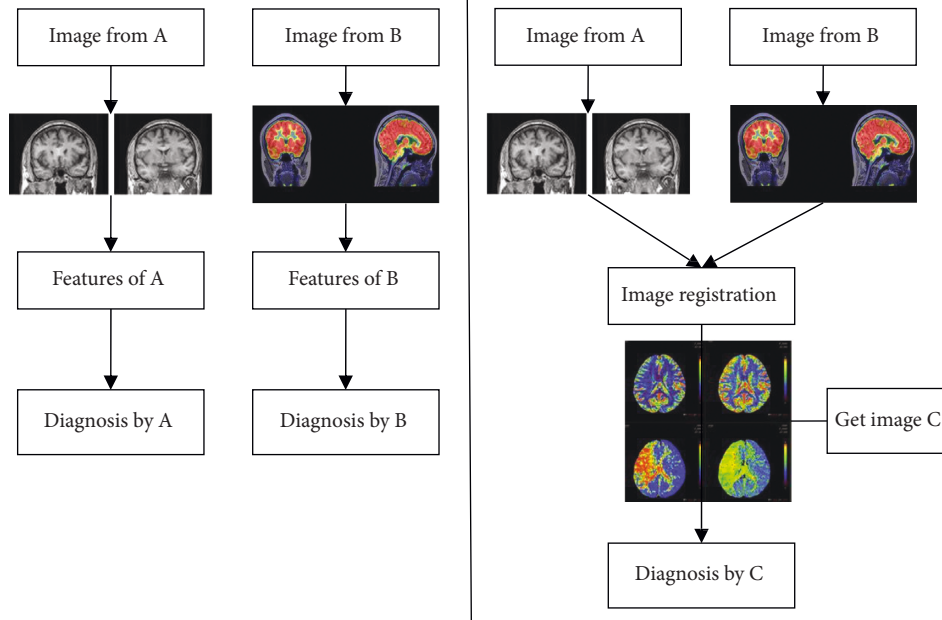 Image from A
Image from B
Features of A
Features of B
Diagnosis by A
Diagnosis by B
Image from A
Image from B
Image registration
Get image C
Diagnosis by C